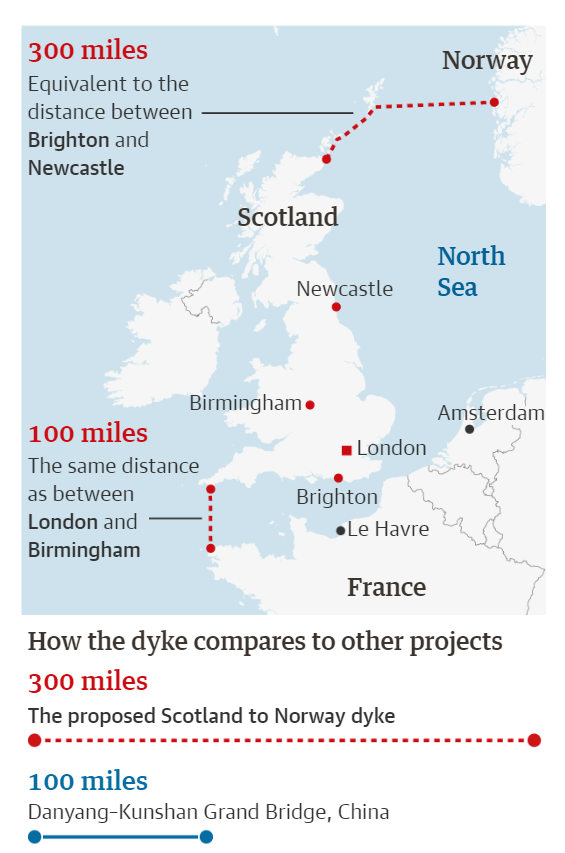 300 miles
Equivalent to the
distance between
Brighton and
Newcastle
Norway
Scotland
North
Sea
Newcastle
Birmingham
Amsterdam
100 miles
The same distance
as between
London and
Birmingham
London
Brighton
Le Havre
France
How the dyke compares to other projects
300 miles
The proposed Scotland to Norway dyke
100 miles
Danyang–Kunshan Grand Bridge, China